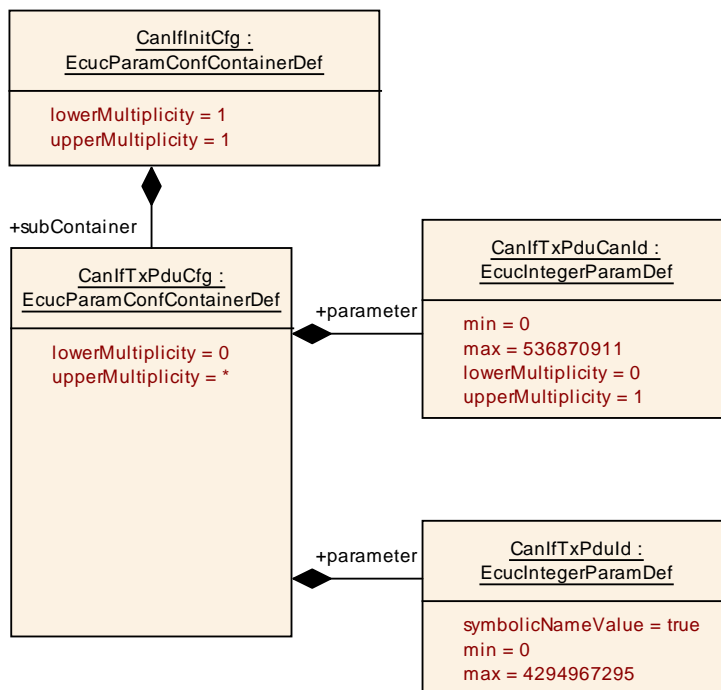 CanIfInitCfg :
EcucParamConfContainerDef
lowerMultiplicity = 1
upperMultiplicity = 1
+subContainer
CanIfTxPduCfg :
EcucParamConfContainerDef
lowerMultiplicity = 0
upperMultiplicity = *
+parameter
CanIfTxPduCanId :
EcucIntegerParamDef
min = 0
max = 536870911
lowerMultiplicity = 0
upperMultiplicity = 1
+parameter
CanIfTxPduId :
EcucIntegerParamDef
symbolicNameValue = true
min = 0
max = 4294967295